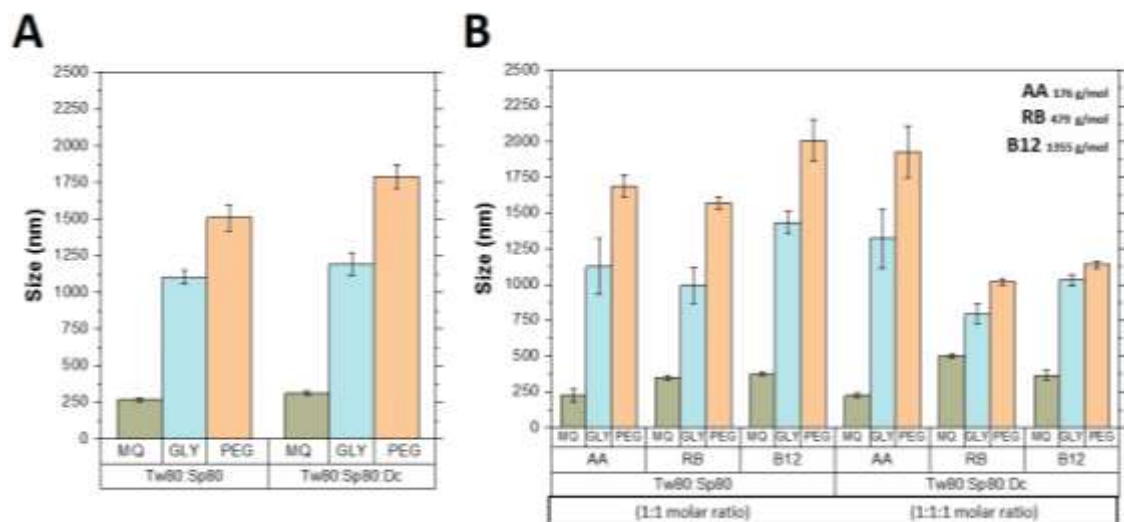 A
B
2500
2250
2000
1750
1500
1250
1000
750
500
250
0
Size (nm)
MQ GLY PEG MQ GLY PEG
Tw80:Sp80 Tw80:Sp80:Dc
2500
2250
2000
1750
1500
1250
1000
750
500
250
0
Size (nm)
AA 176 g/mol
RB 479 g/mol
B12 1355 g/mol
MQ GLY PEG MQ GLY PEG MQ GLY PEG MQ GLY PEG MQ GLY PEG MQ GLY PEG
AA RB B12 AA RB B12
Tw80:Sp80 Tw80:Sp80:Dc
(1:1 molar ratio) (1:1:1 molar ratio)